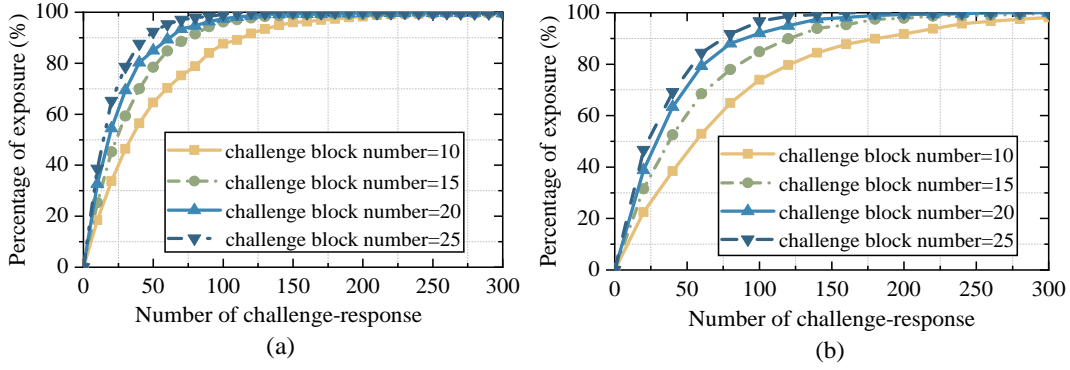 Percentage of exposure (%)
100
80
60
40
20
0
challenge block number=10
challenge block number=15
challenge block number=20
challenge block number=25
0 50 100 150 200 250 300
Number of challenge-response
(a)
Percentage of exposure (%)
100
80
60
40
20
0
challenge block number=10
challenge block number=15
challenge block number=20
challenge block number=25
0 50 100 150 200 250 300
Number of challenge-response
(b)